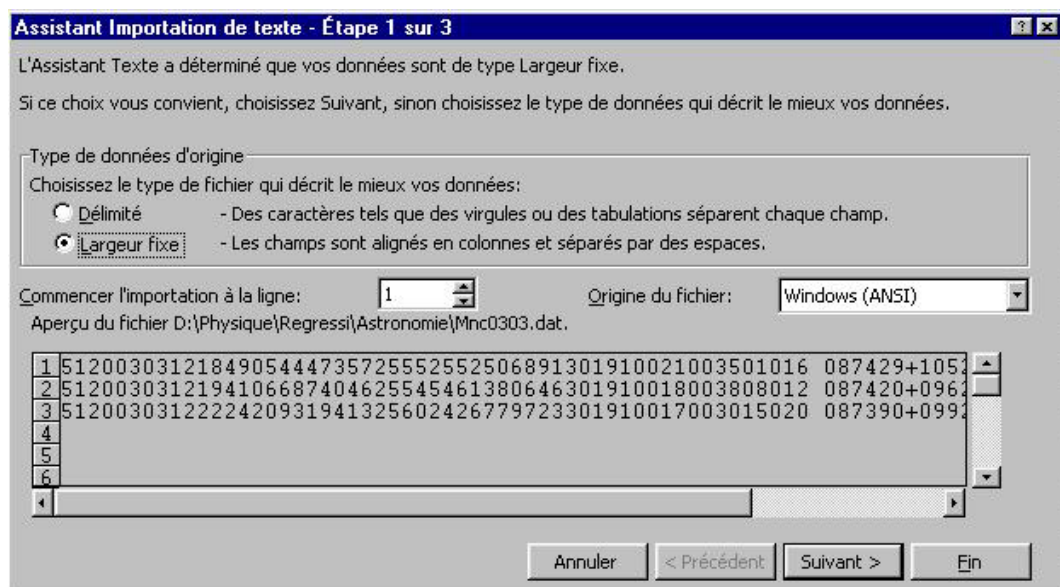 Assistant Importation de texte - Étape 1 sur 3
L'Assistant Texte a déterminé que vos données sont de type Largeur fixe.
Si ce choix vous convient, choisissez Suivant, sinon choisissez le type de données qui décrit le mieux vos données.
Type de données d'origine
Choisissez le type de fichier qui décrit le mieux vos données:
Délimité - Des caractères tels que des virgules ou des tabulations séparent chaque champ.
Largeur fixe - Les champs sont alignés en colonnes et séparés par des espaces.
Commencer l'importation à la ligne: 1 Origine du fichier: Windows (ANSI)
Aperçu du fichier D:\Physique\Regressi\Astronomie\Mnc0303.dat.
1 5120030312184905444735725552552506891301910021003501016 087429+1052
2 5120030312194106687404625545461380646301910018003808012 087420+0962
3 5120030312222420931941325602426779723301910017003015020 087390+0992
4
5
6
Annuler < Précédent Suivant > Fin